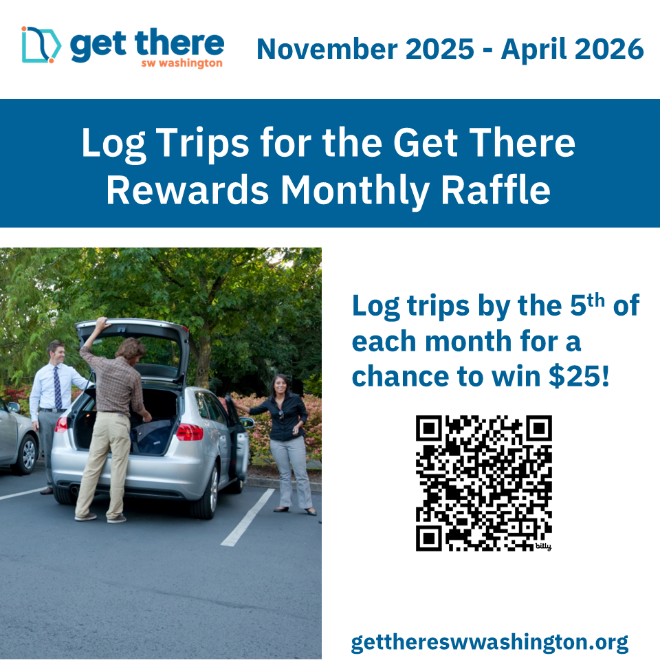 get there
sw washington
November 2025 - April 2026
Log Trips for the Get There
Rewards Monthly Raffle
Log trips by the 5th of
each month for a
chance to win $25!
bitly
gettthereswwashington.org